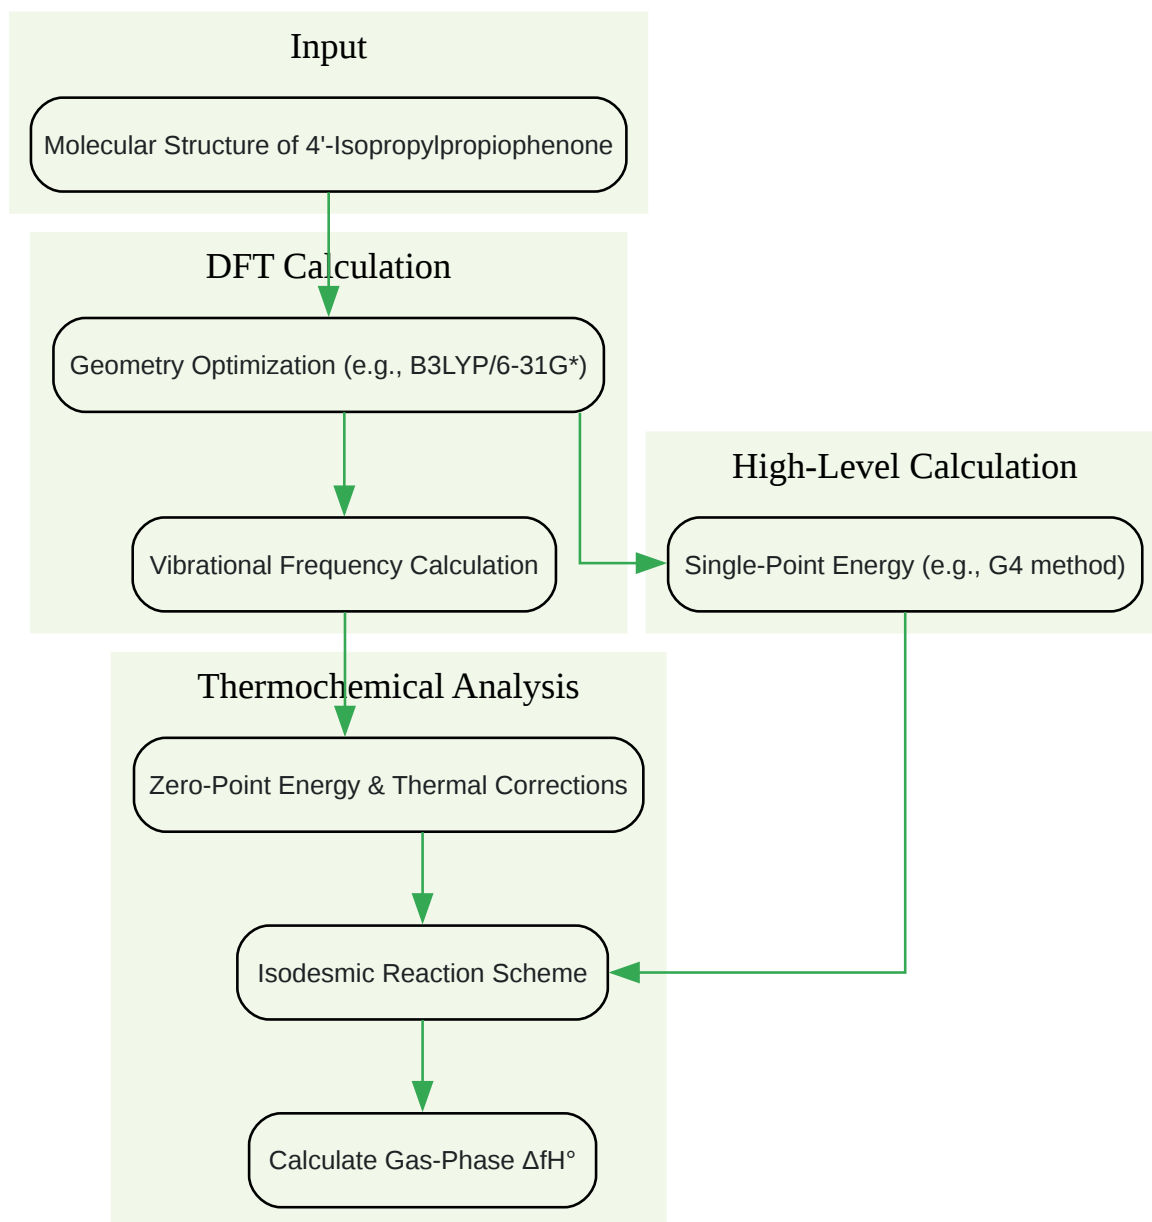 Input
Molecular Structure of 4'-Isopropylpropiophenone
DFT Calculation
Geometry Optimization (e.g., B3LYP/6-31G*)
High-Level Calculation
Vibrational Frequency Calculation
Single-Point Energy (e.g., G4 method)
Thermochemical Analysis
Zero-Point Energy & Thermal Corrections
Isodesmic Reaction Scheme
Calculate Gas-Phase ΔfH°